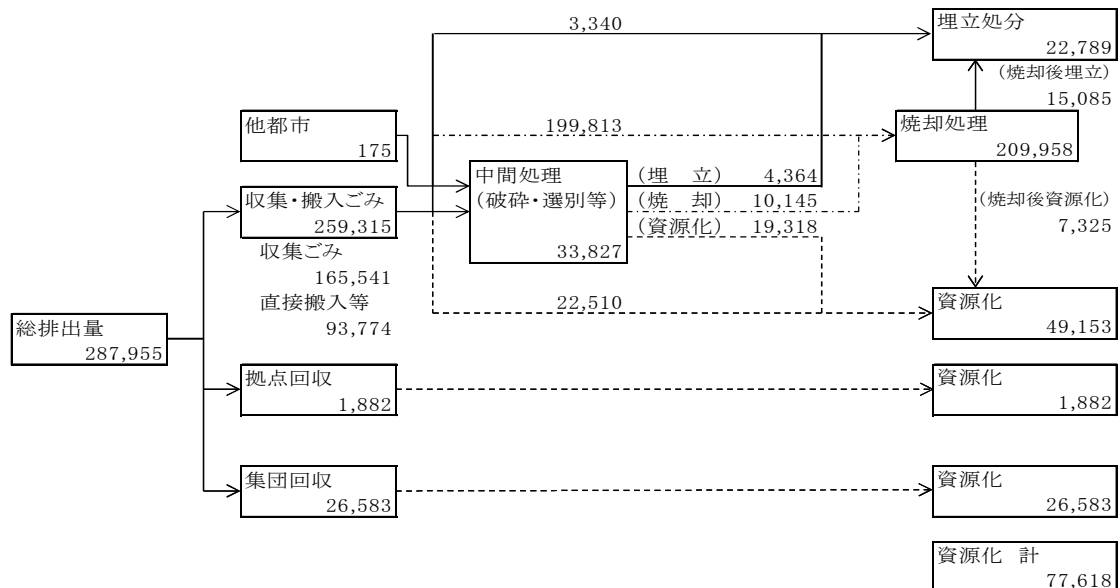 3,340
埋立処分
22,789
(焼却後埋立)
15,085
他都市
175
199,813
焼却処理
209,958
中間処理
(破砕・選別等)
33,827
(埋 立) 4,364
(焼 却) 10,145
(資源化) 19,318
(焼却後資源化)
7,325
収集・搬入ごみ
259,315
収集ごみ
165,541
直接搬入等
93,774
22,510
資源化
49,153
総排出量
287,955
拠点回収
1,882
資源化
1,882
集団回収
26,583
資源化
26,583
資源化 計
77,618